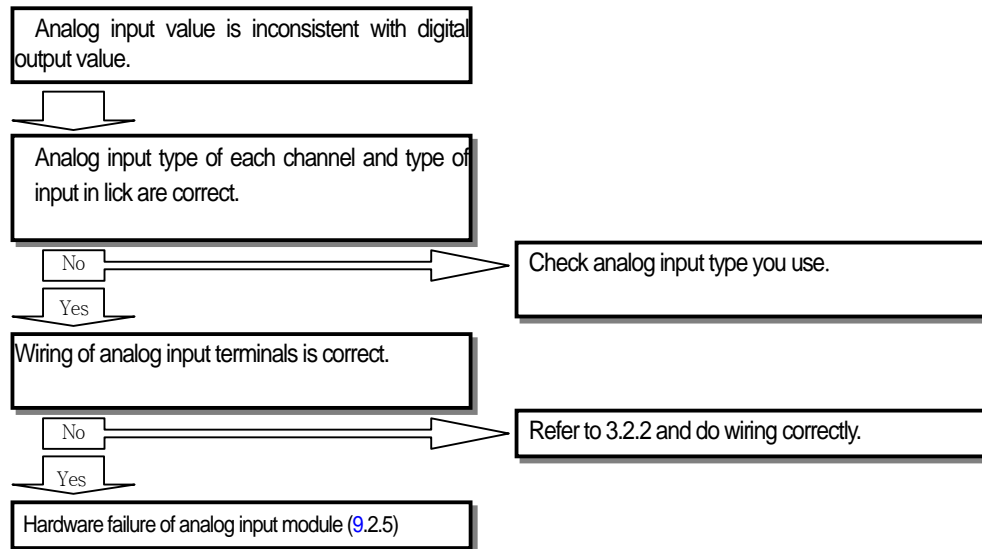 Analog input value is inconsistent with digital
output value.
Analog input type of each channel and type of
input in lick are correct.
No
Check analog input type you use.
Yes
Wiring of analog input terminals is correct.
No
Refer to 3.2.2 and do wiring correctly.
Yes
Hardware failure of analog input module (9.2.5)